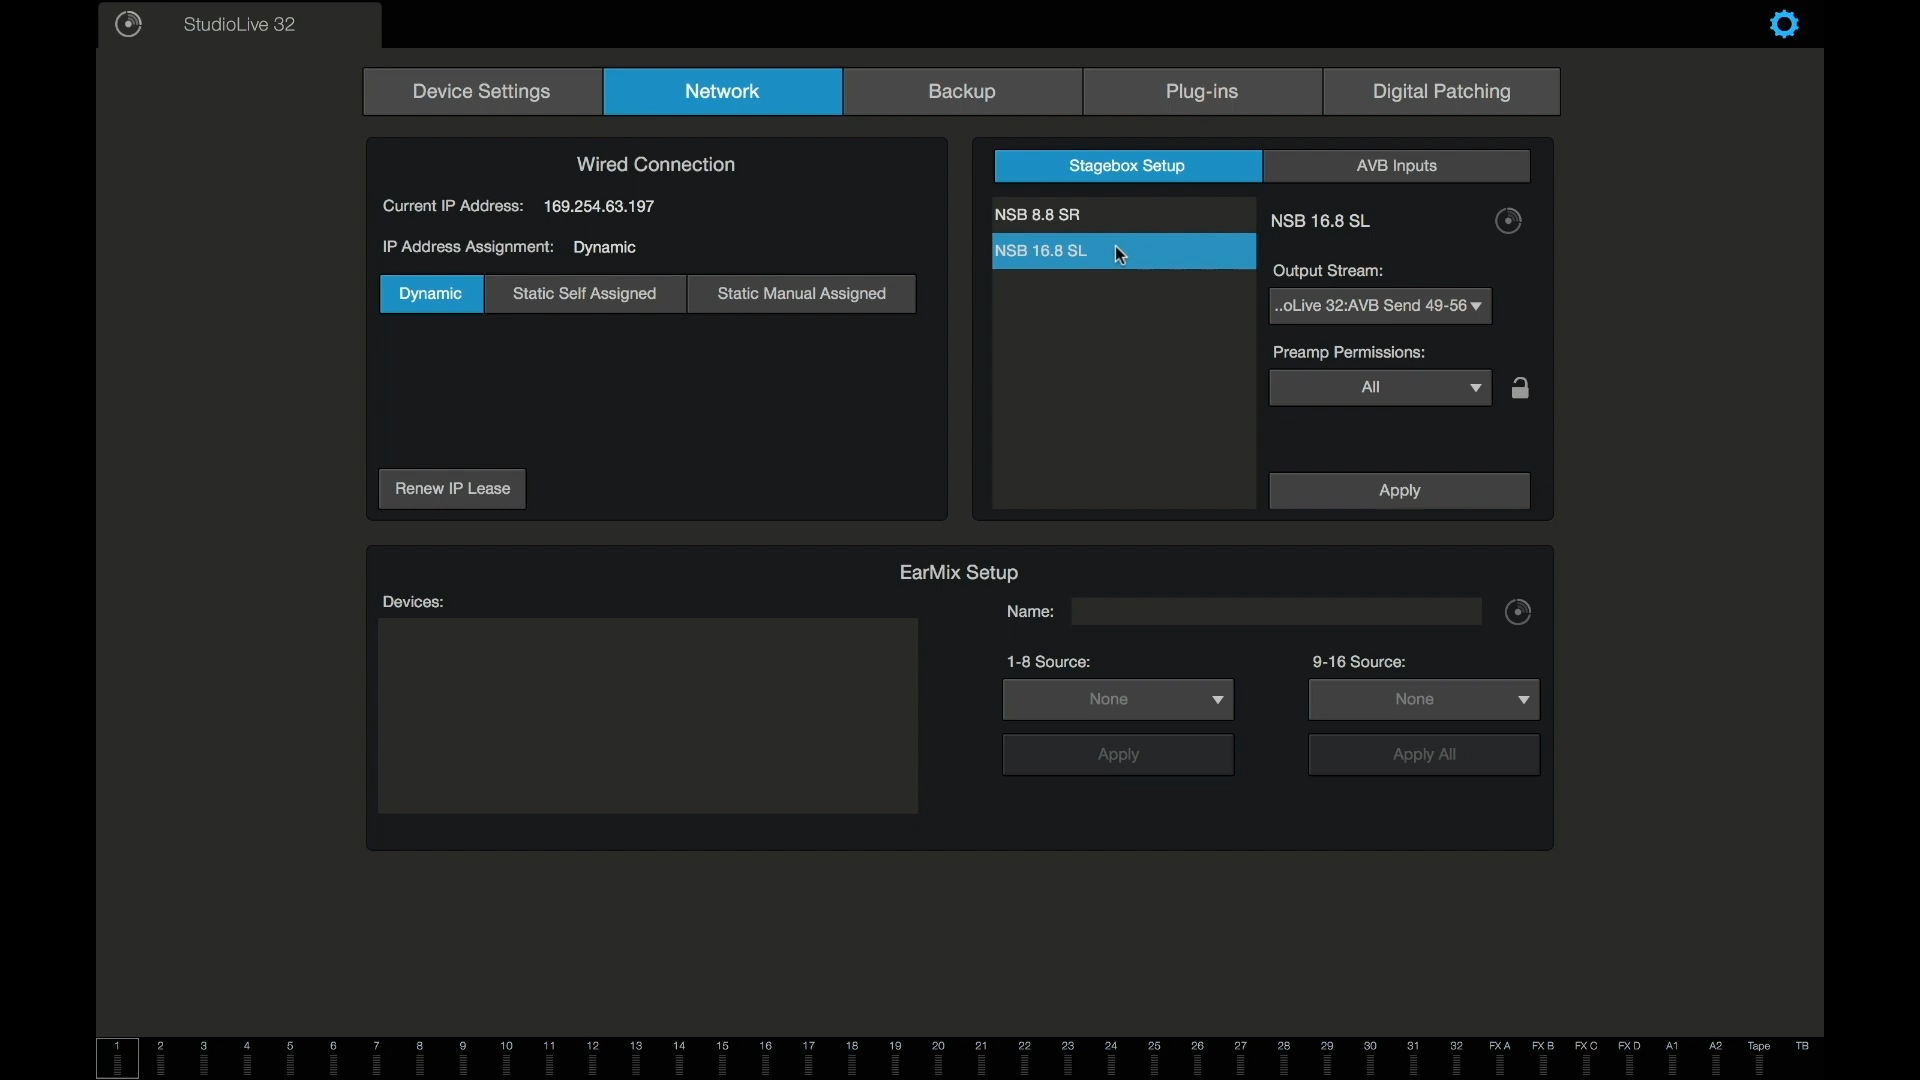 StudioLive 32
Device Settings
Network
Backup
Plug-ins
Digital Patching
Wired Connection
Current IP Address: 169.254.63.197
IP Address Assignment: Dynamic
Dynamic
Static Self Assigned
Static Manual Assigned
Renew IP Lease
Stagebox Setup
AVB Inputs
NSB 8.8 SR
NSB 16.8 SL
NSB 16.8 SL
Output Stream:
..oLive 32:AVB Send 49-56
Preamp Permissions:
All
Apply
EarMix Setup
Devices:
Name:
1-8 Source:
9-16 Source:
None
None
Apply
Apply All
1 2 3 4 5 6 7 8 9 10 11 12 13 14 15 16 17 18 19 20 21 22 23 24 25 26 27 28 29 30 31 32 FX A FX B FX C FX D A1 A2 Tape TB